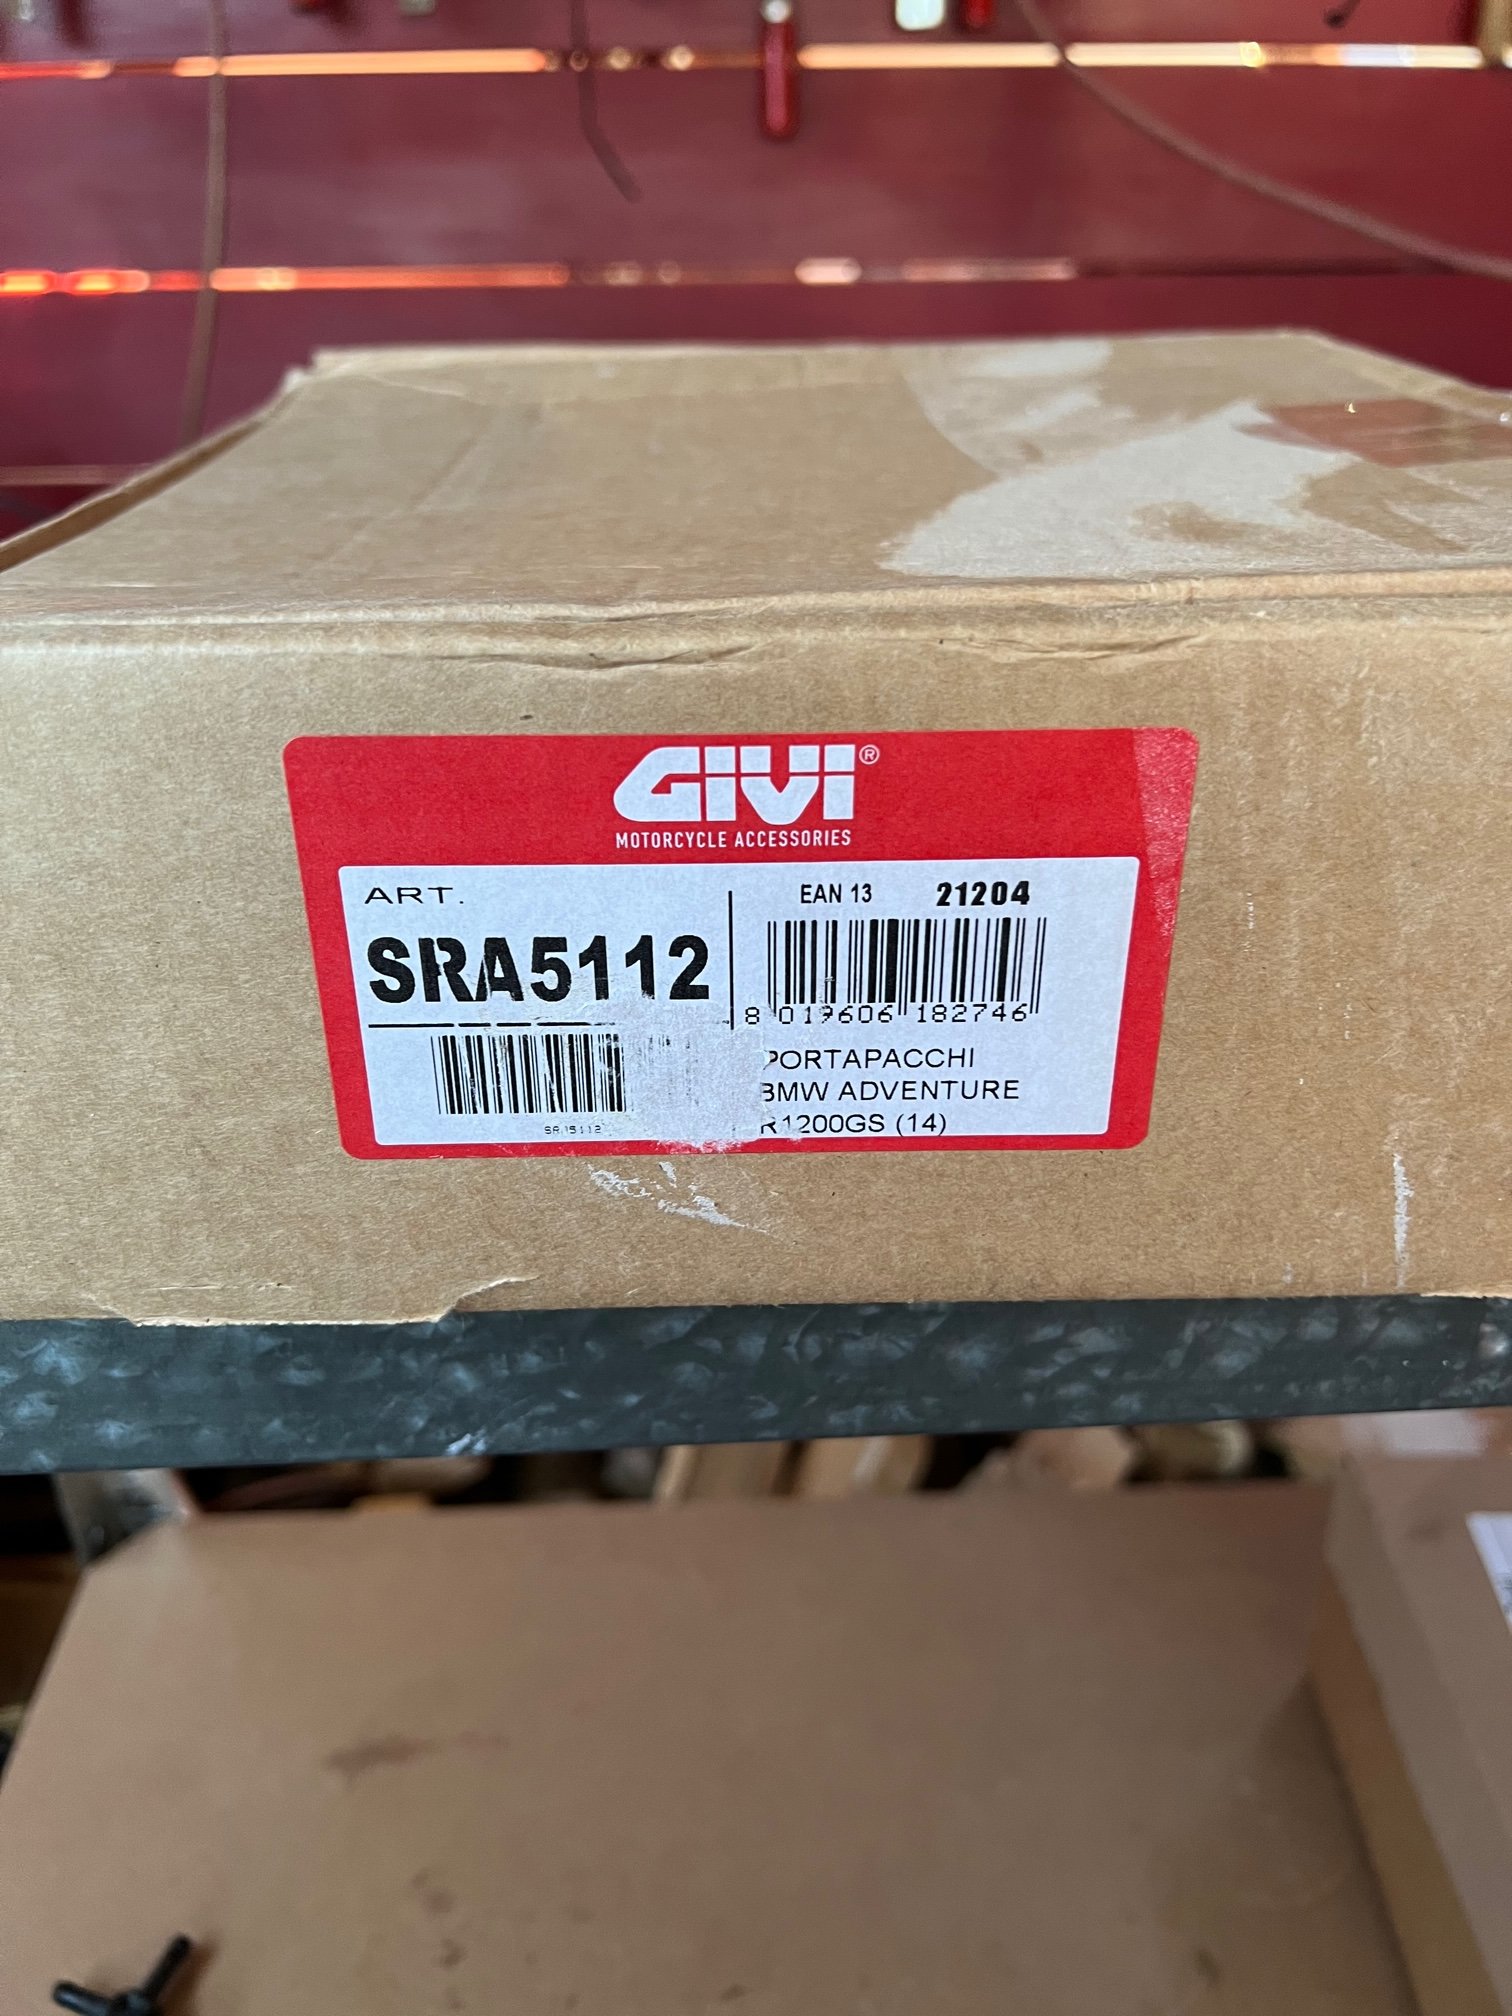 GIVI®
MOTORCYCLE ACCESSORIES
ART.
SRA5112
EAN 13 21204
8 019606 182746
PORTAPACCHI
BMW ADVENTURE
R1200GS (14)
SRA5112